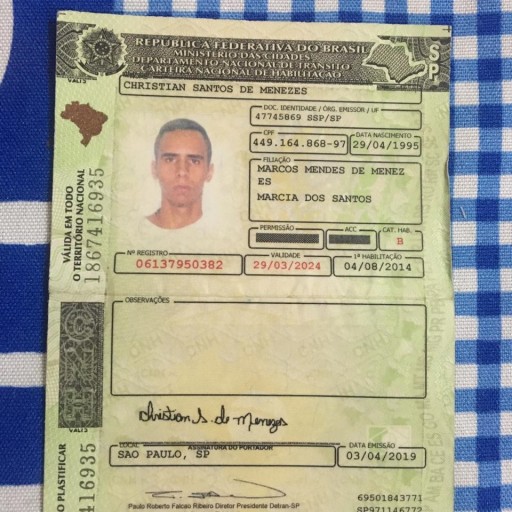 REPÚBLICA FEDERATIVA DO BRASIL
MINISTÉRIO DAS CIDADES
DEPARTAMENTO NACIONAL DE TRÂNSITO
CARTEIRA NACIONAL DE HABILITAÇÃO
SP
CHRISTIAN SANTOS DE MENEZES
DOC. IDENTIDADE / ÓRG. EMISSOR / UF
47745869 SSP/SP
CPF
449.164.868-97
DATA NASCIMENTO
29/04/1995
FILIAÇÃO
MARCOS MENDES DE MENEZ
ES
MARCIA DOS SANTOS
PERMISSÃO
ACC
CAT. HAB.
B
Nº REGISTRO
06137950382
VALIDADE
29/03/2024
1ª HABILITAÇÃO
04/08/2014
VÁLIDA EM TODO
O TERRITÓRIO NACIONAL
1867416935
OBSERVAÇÕES
Christian S. de Menezes
ASSINATURA DO PORTADOR
LOCAL
SAO PAULO, SP
DATA EMISSÃO
03/04/2019
O PLASTIFICAR
416935
Paulo Roberto Falcão Ribeiro Diretor Presidente Detran-SP
69501843771
SP971146772